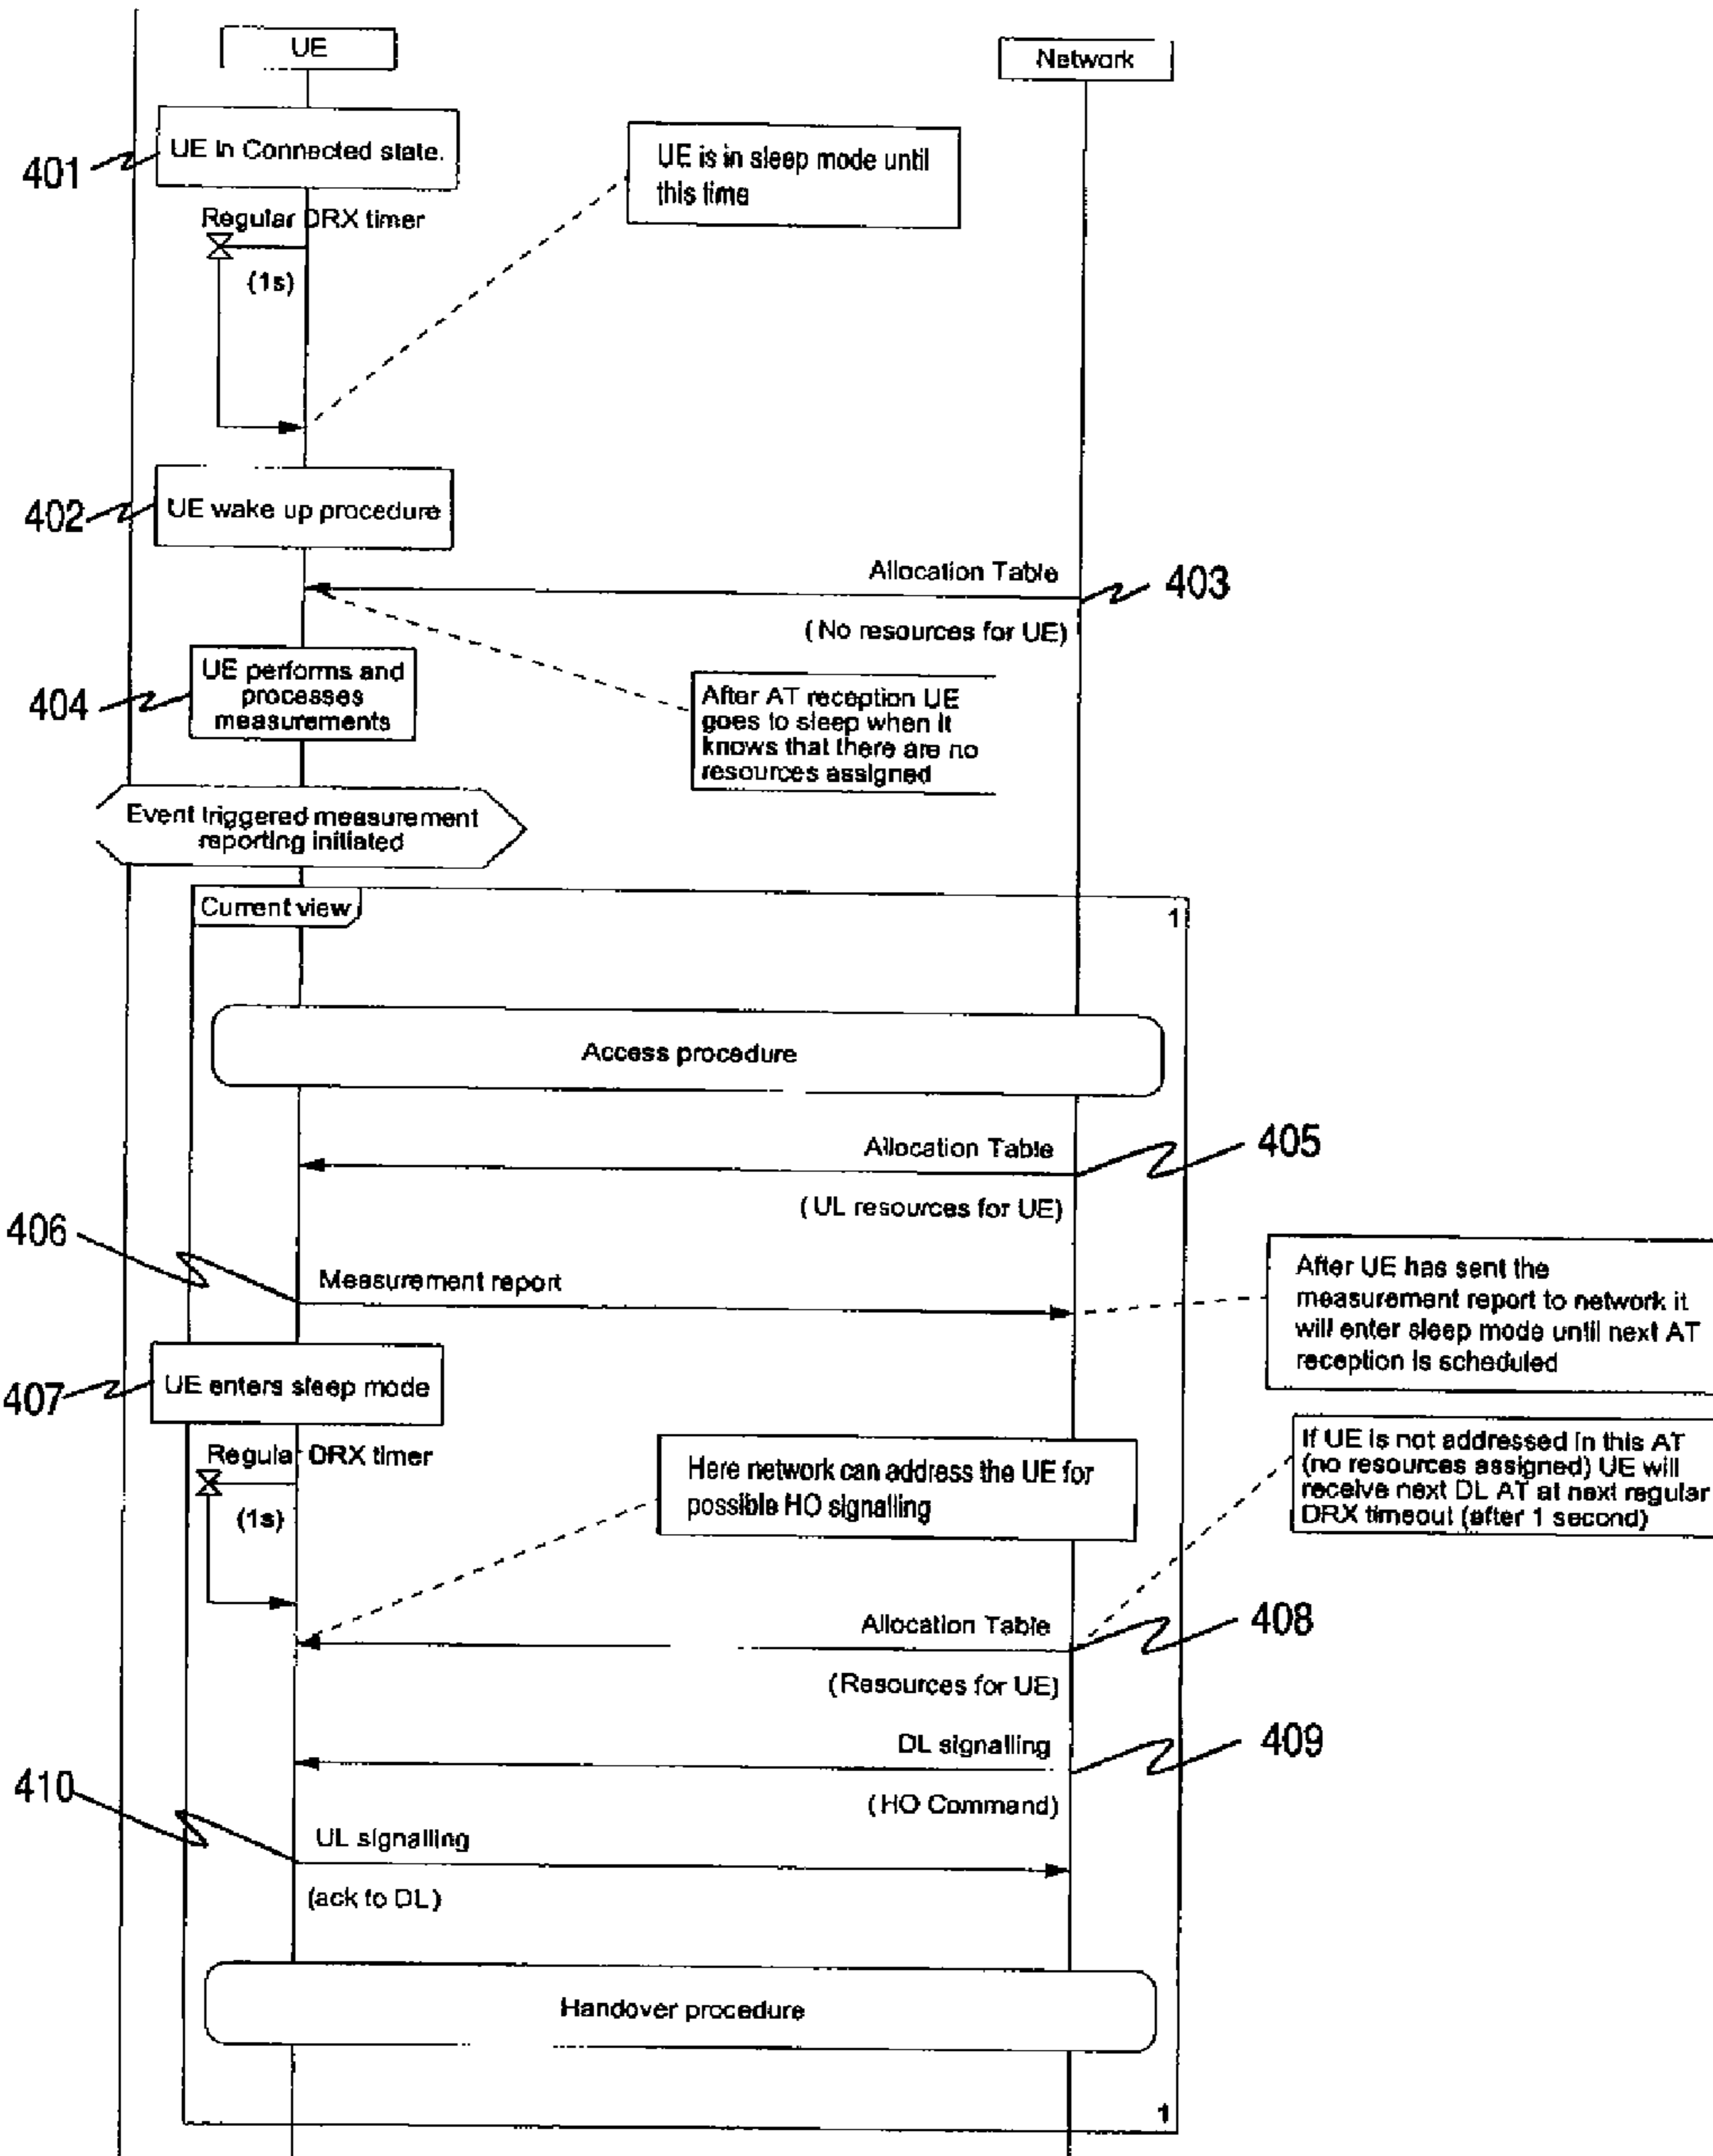 UE
Network
401
UE in Connected state.
UE is in sleep mode until
this time
Regular DRX timer
(1s)
402
UE wake up procedure
Allocation Table
403
(No resources for UE)
404
UE performs and
processes
measurements
After AT reception UE
goes to sleep when it
knows that there are no
resources assigned
Event triggered measurement
reporting initiated
Current view
1
Access procedure
Allocation Table
405
(UL resources for UE)
406
Measurement report
After UE has sent the
measurement report to network it
will enter sleep mode until next AT
reception is scheduled
407
UE enters sleep mode
Regular DRX timer
(1s)
Here network can address the UE for
possible HO signalling
If UE is not addressed in this AT
(no resources assigned) UE will
receive next DL AT at next regular
DRX timeout (after 1 second)
Allocation Table
408
(Resources for UE)
DL signalling
409
(HO Command)
410
UL signalling
(ack to DL)
Handover procedure
1